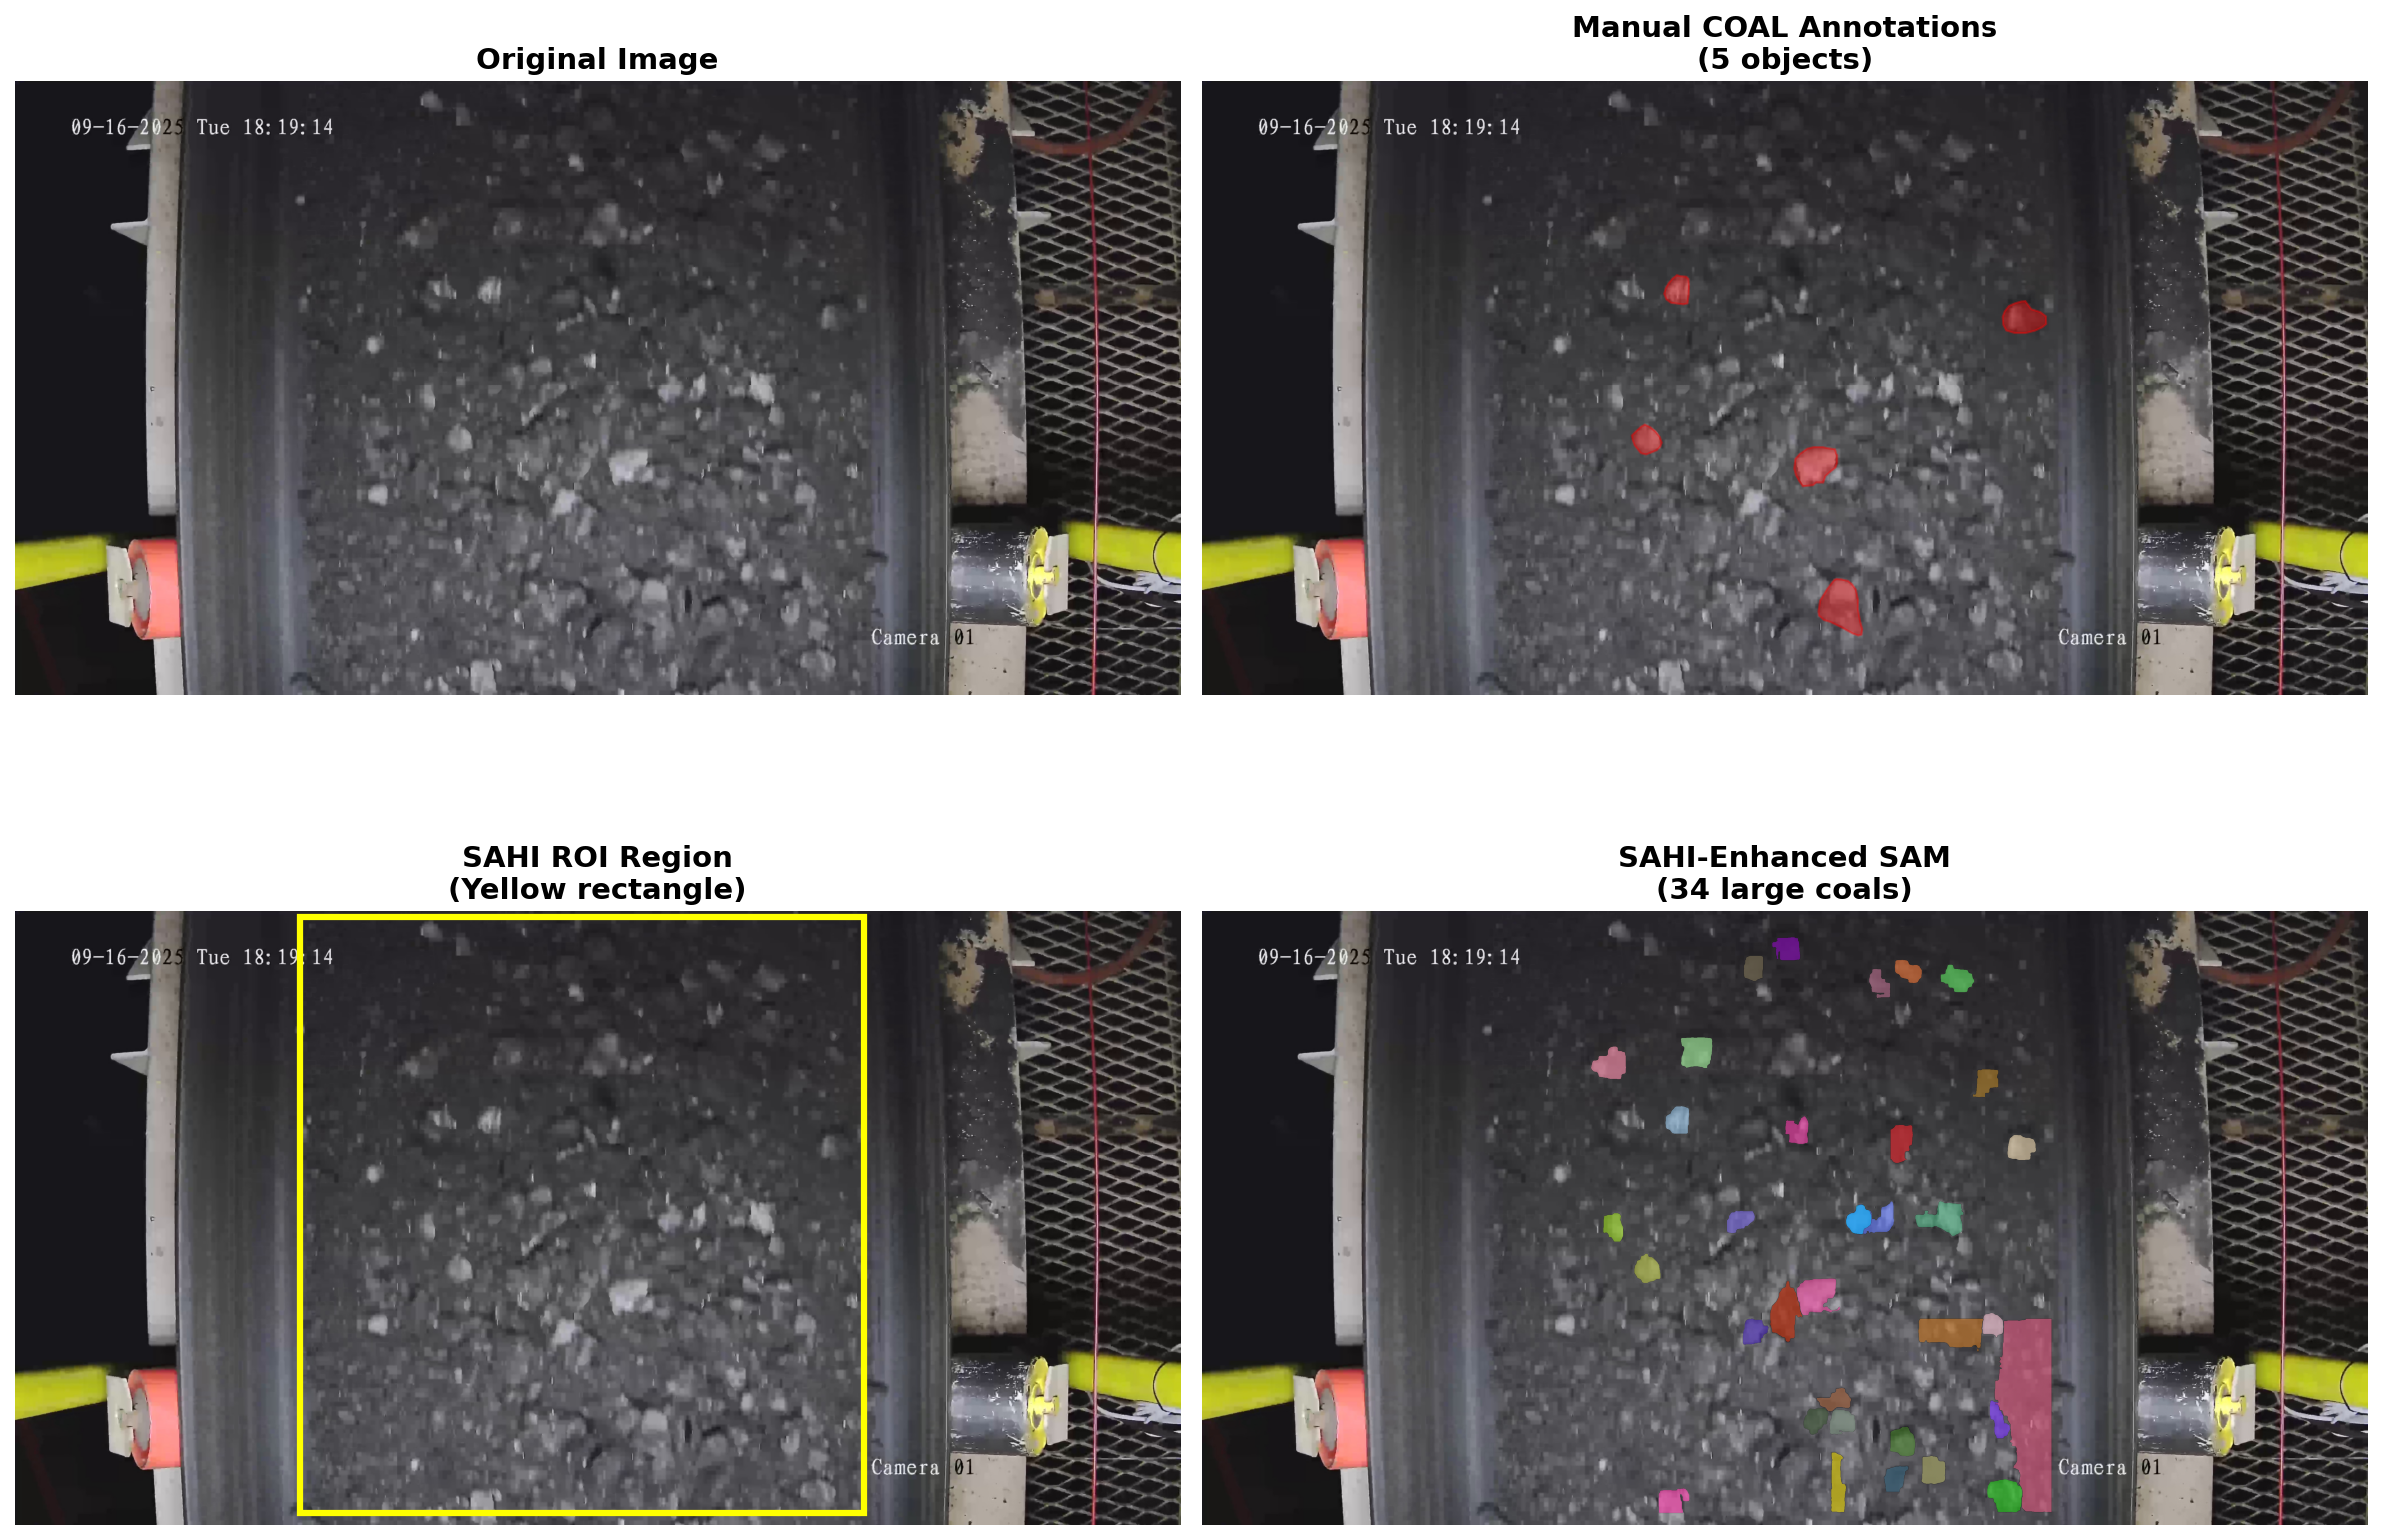 Original Image
09-16-2025 Tue 18:19:14
Camera 01
Manual COAL Annotations
(5 objects)
09-16-2025 Tue 18:19:14
Camera 01
SAHI ROI Region
(Yellow rectangle)
09-16-2025 Tue 18:19:14
Camera 01
SAHI-Enhanced SAM
(34 large coals)
09-16-2025 Tue 18:19:14
Camera 01